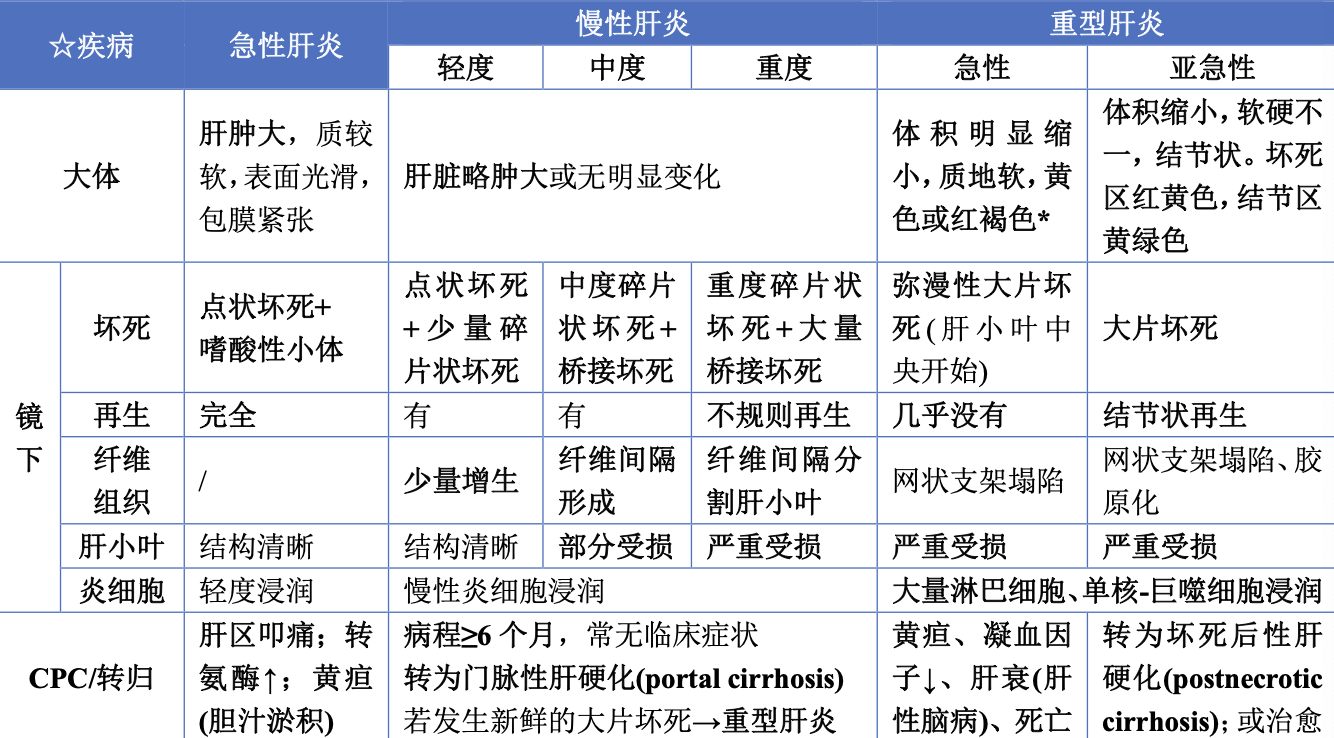 ☆疾病
急性肝炎
慢性肝炎
重型肝炎
轻度
中度
重度
急性
亚急性
大体
肝肿大，质较
软，表面光滑，
包膜紧张
肝脏略肿大或无明显变化
体积明显缩
小，质地软，黄
色或红褐色*
体积缩小，软硬不
一，结节状。坏死
区红黄色，结节区
黄绿色
镜
下
坏死
点状坏死+
嗜酸性小体
点状坏死
+少量碎
片状坏死
中度碎片
状坏死+
桥接坏死
重度碎片状
坏死+大量
桥接坏死
弥漫性大片坏
死(肝小叶中
央开始)
大片坏死
再生
完全
有
有
不规则再生
几乎没有
结节状再生
纤维
组织
/
少量增生
纤维间隔
形成
纤维间隔分
割肝小叶
网状支架塌陷
网状支架塌陷、胶
原化
肝小叶
结构清晰
结构清晰
部分受损
严重受损
严重受损
严重受损
炎细胞
轻度浸润
慢性炎细胞浸润
大量淋巴细胞、单核-巨噬细胞浸润
CPC/转归
肝区叩痛；转
氨酶↑；黄疸
(胆汁淤积)
病程≥6 个月，常无临床症状
转为门脉性肝硬化(portal cirrhosis)
若发生新鲜的大片坏死→重型肝炎
黄疸、凝血因
子↓、肝衰(肝
性脑病)、死亡
转为坏死后性肝
硬化(postnecrotic
cirrhosis)；或治愈